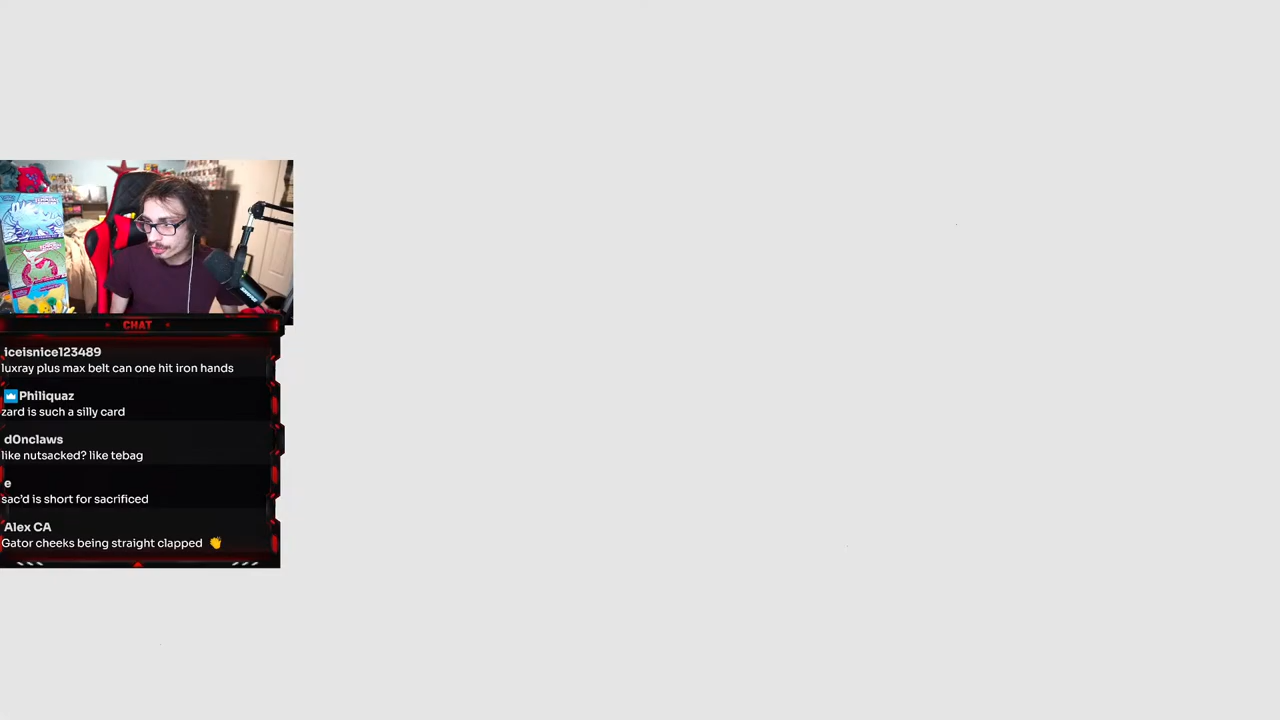 CHAT
iceisnice123489
luxray plus max belt can one hit iron hands
Philiquaz
zard is such a silly card
d0nclaws
like nutsacked? like tebag
e
sac'd is short for sacrificed
Alex CA
Gator cheeks being straight clapped 👏